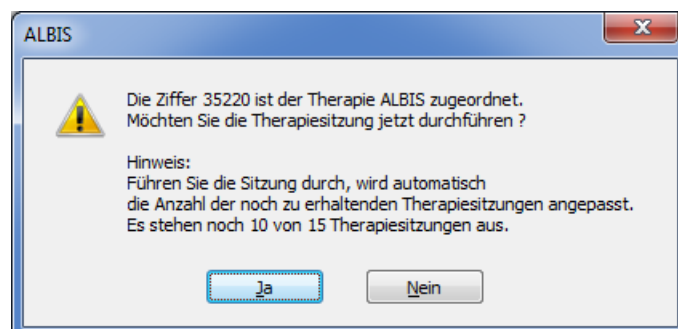 ALBIS
Die Ziffer 35220 ist der Therapie ALBIS zugeordnet.
Möchten Sie die Therapiesitzung jetzt durchführen ?
Hinweis:
Führen Sie die Sitzung durch, wird automatisch
die Anzahl der noch zu erhaltenden Therapiesitzungen angepasst.
Es stehen noch 10 von 15 Therapiesitzungen aus.
Ja Nein